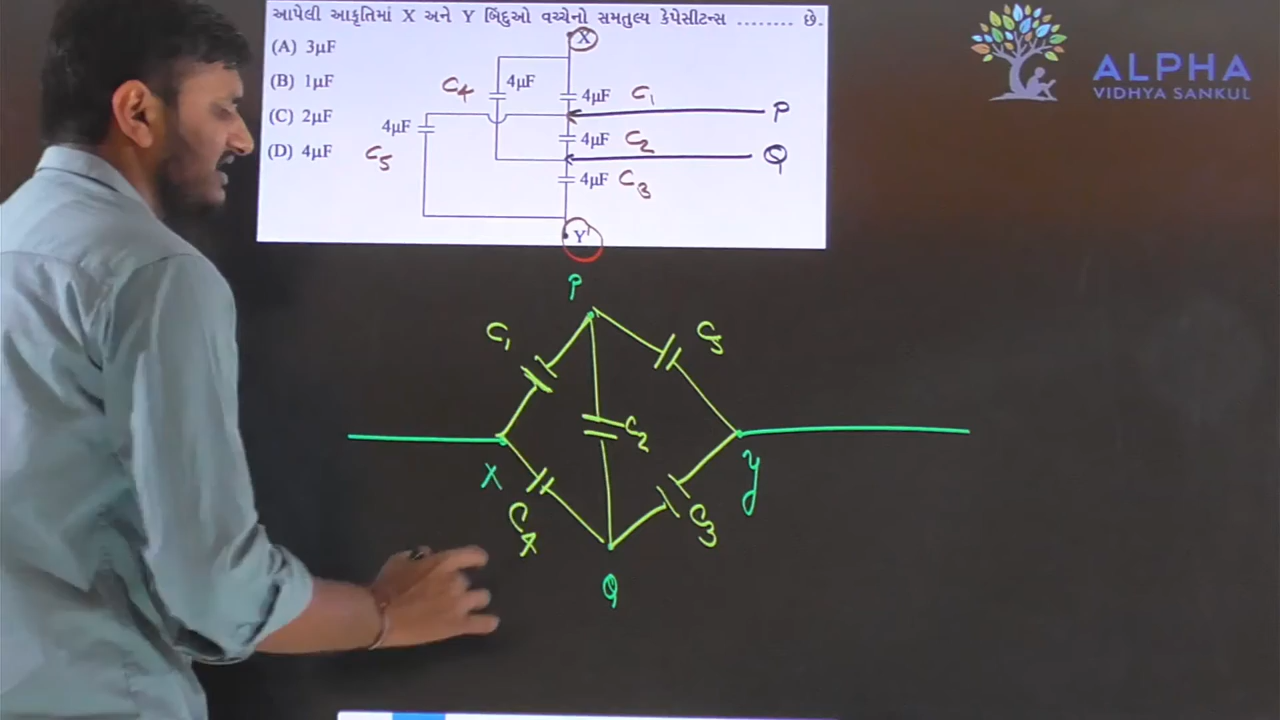 આપેલી આકૃતિમાં X અને Y બિંદુઓ વચ્ચેનો સમતુલ્ય કેપેસીટન્સ ........ છે.
(A) 3μF
(B) 1μF
(C) 2μF
(D) 4μF
X
C4
4μF
4μF
C1
P
4μF
C5
4μF
C2
Q
4μF
C3
Y
ALPHA
VIDHYA SANKUL
P
C1
C5
C2
X
Y
C4
C3
Q